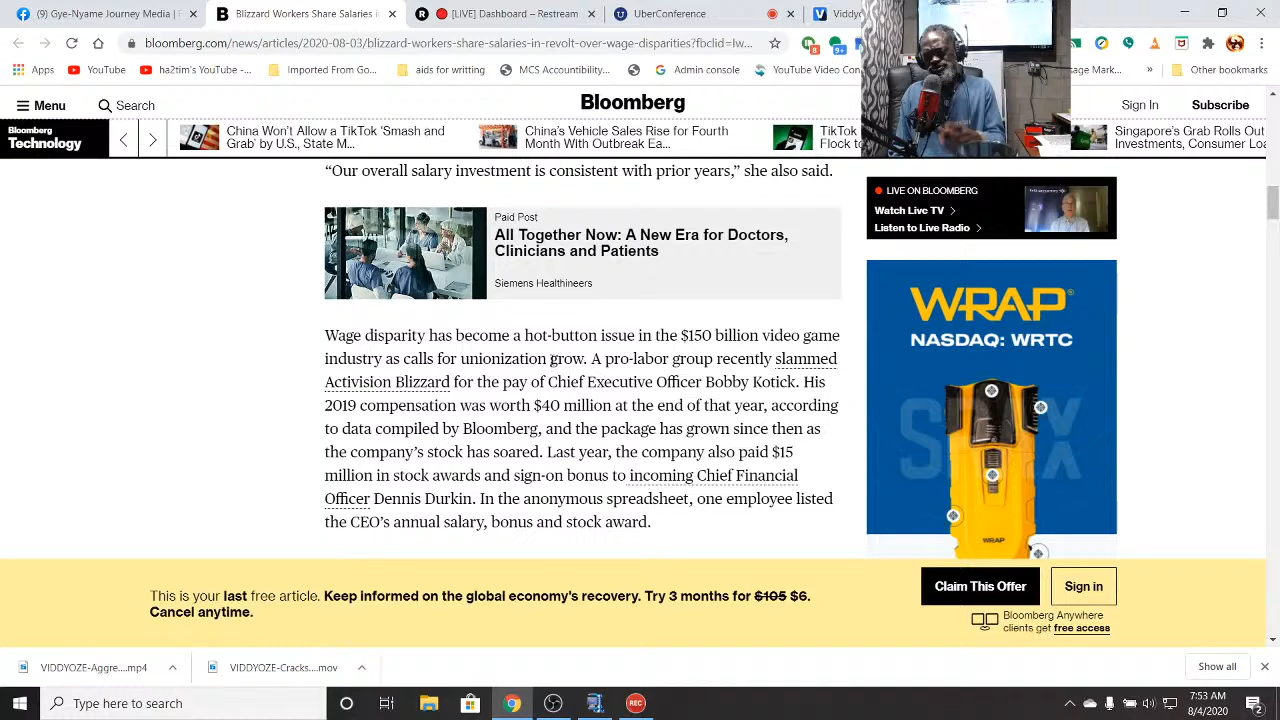 (9) Gwynning Wynn Media |
Blizzard Workers Share Salaries
[LIVE] Dashboard | Restream
UberConference
Viddy
bloomberg.com/news/articles/2020-08-03/blizzard-workers-share-salaries-in-revolt-over-wage-disparities?
Apps
YouTube
YouTube
aids for writing
Admin console
YouTube Video
Other bookmarks
Menu
Search
Bloomberg
Sign In
Subscribe
Bloomberg
Technology
China Won't Allow TikTok 'Smash and
Grab' by U.S., State
China's Vehicle Sales Rise for Fourth
Month With Outbreak Ea...
TikTok
Flock to
Singapore's Grab Rolls Out
Investments, Consumer Loa
“Our overall salary investment is consistent with prior years,” she also said.
Paid Post
All Together Now: A New Era for Doctors,
Clinicians and Patients
Siemens Healthineers
Wage disparity has become a hot-button issue in the $150 billion video game
industry as calls for unionization grow. A pro-labor group recently slammed
Activision Blizzard for the pay of Chief Executive Officer Bobby Kotick. His
2019 compensation was worth $40 million at the end of that year, according
to data compiled by Bloomberg, and the package has grown since then as
the company’s stock has soared. Last year, the company also paid $15
million in stock awards and sign-on bonus to incoming Chief Financial
Officer Dennis Durkin. In the anonymous spreadsheet, one employee listed
the CEO’s annual salary, bonus and stock award.
LIVE ON BLOOMBERG
Watch Live TV
Listen to Live Radio
WRAP®
NASDAQ: WRTC
WRAP
This is your last free article. Keep informed on the global economy's recovery. Try 3 months for $105 $6.
Cancel anytime.
Claim This Offer
Sign in
Bloomberg Anywhere
clients get free access
VIDDYOZE-Aggre....mp4
VIDDYOZE-Cracks....mov
Show all
Type here to search
REC
7:53 AM
8/4/2020